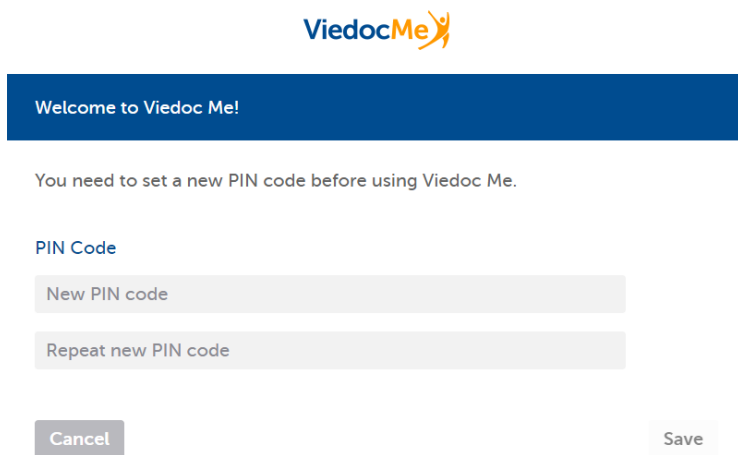 ViedocMe
Welcome to Viedoc Me!
You need to set a new PIN code before using Viedoc Me.
PIN Code
New PIN code
Repeat new PIN code
Cancel Save